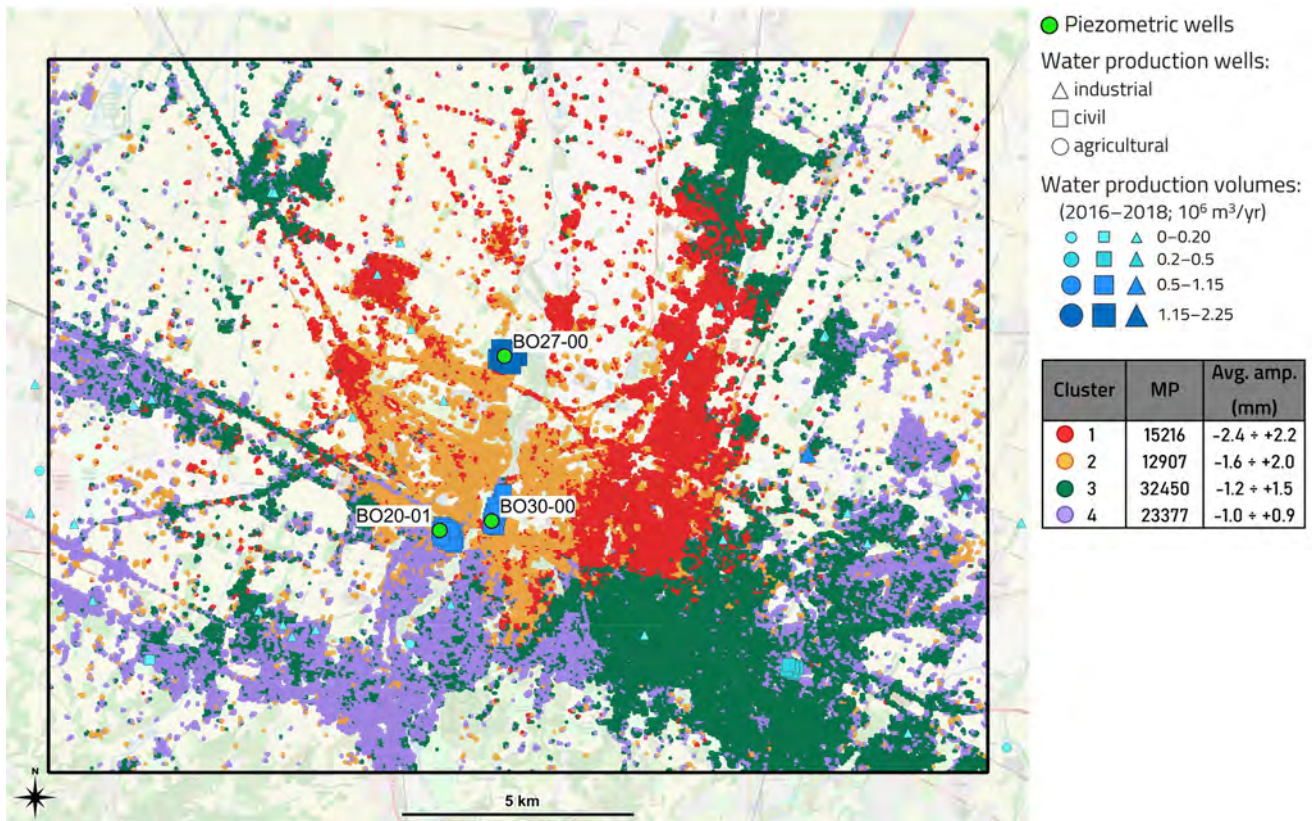 Piezometric wells
Water production wells:
industrial
civil
agricultural
Water production volumes:
(2016–2018; 10⁶ m³/yr)
0–0.20
0.2–0.5
0.5–1.15
1.15–2.25
Cluster MP Avg. amp. (mm)
1 15216 -2.4 ÷ +2.2
2 12907 -1.6 ÷ +2.0
3 32450 -1.2 ÷ +1.5
4 23377 -1.0 ÷ +0.9
BO27-00
BO30-00
BO20-01
N
5 km